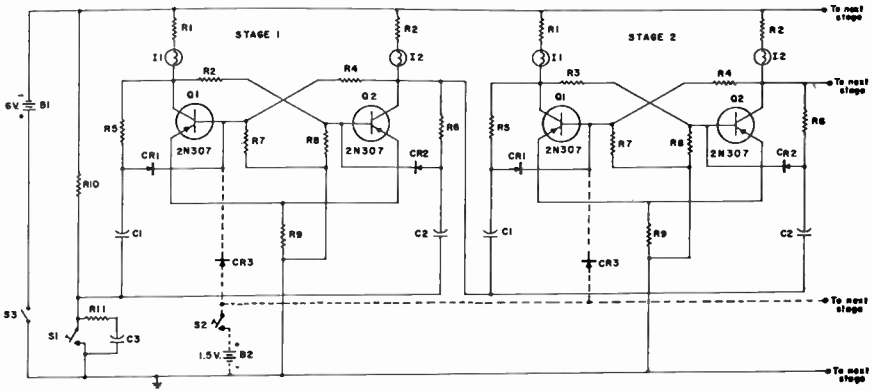 To next
stage
R1
R2
R1
R2
STAGE 1
STAGE 2
I1
I2
I1
I2
R2
R4
R3
R4
To next
stage
6V.
B1
Q1
Q2
Q1
Q2
R5
R7
R8
R6
R5
R7
R8
R6
2N307
2N307
2N307
2N307
CR1
CR2
CR1
CR2
R10
C1
R9
C2
C1
R9
C2
CR3
CR3
To next
stage
S3
R11
S2
S1
C3
1.5V.
B2
To next
stage